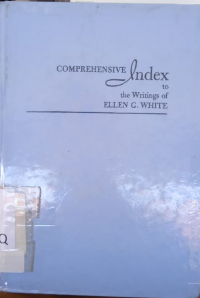 COMPREHENSIVE Index
to
the Writings of
ELLEN G. WHITE
Q